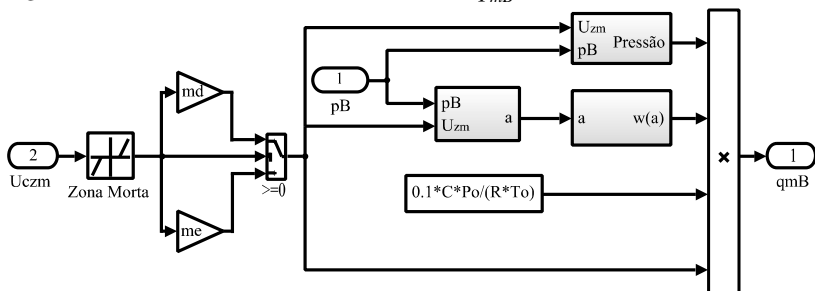 Uzm
pB
Pressão
1
pB
md
pB
Uzm
a
a
w(a)
2
Uczm
Zona Morta
>=0
×
1
qmB
0.1*C*Po/(R*To)
me